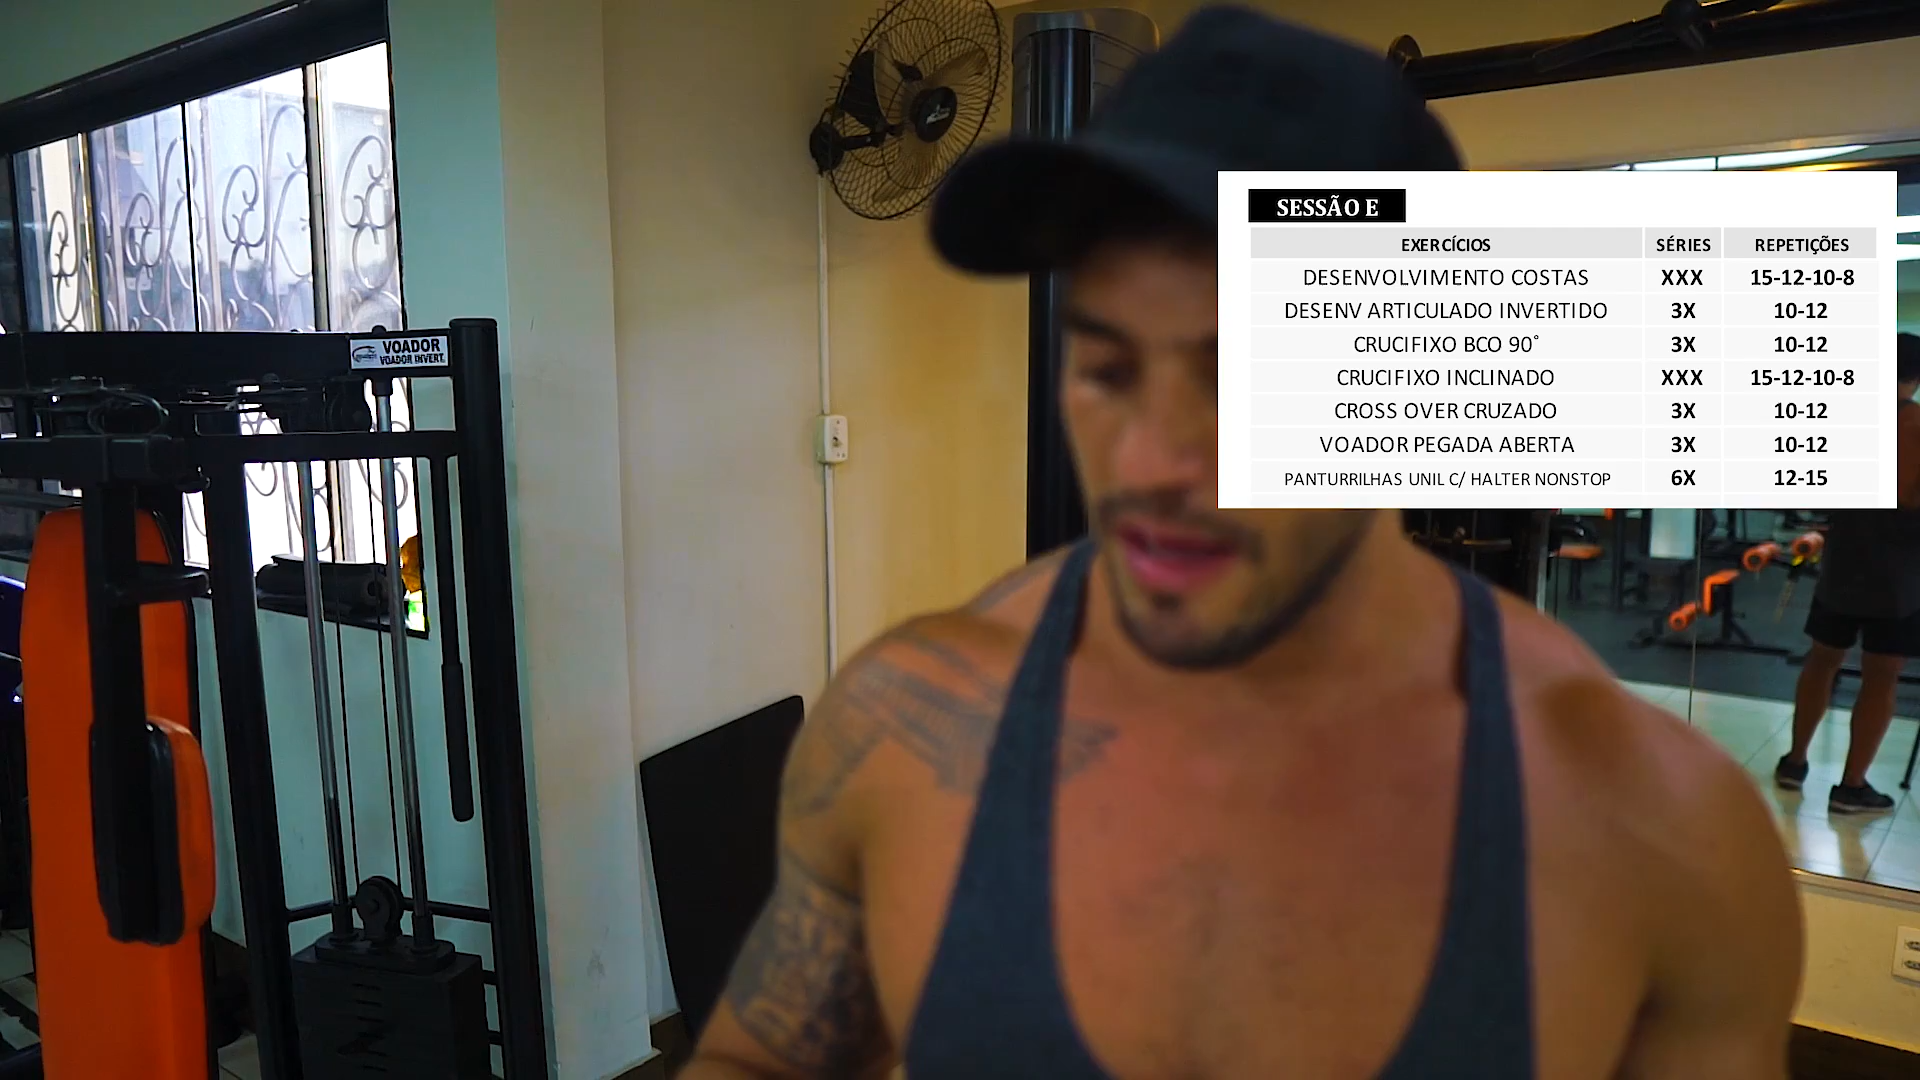 VOADOR
VOADOR INVERT.
SESSÃO E
EXERCÍCIOS SÉRIES REPETIÇÕES
DESENVOLVIMENTO COSTAS XXX 15-12-10-8
DESENV ARTICULADO INVERTIDO 3X 10-12
CRUCIFIXO BCO 90° 3X 10-12
CRUCIFIXO INCLINADO XXX 15-12-10-8
CROSS OVER CRUZADO 3X 10-12
VOADOR PEGADA ABERTA 3X 10-12
PANTURRILHAS UNIL C/ HALTER NONSTOP 6X 12-15